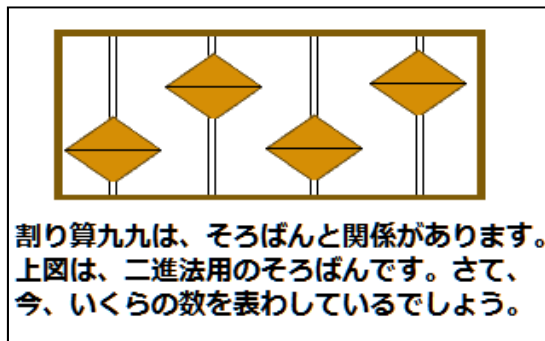 割り算九九は、そろばんと関係があります。
上図は、二進法用のそろばんです。さて、
今、いくらの数を表わしているでしょう。